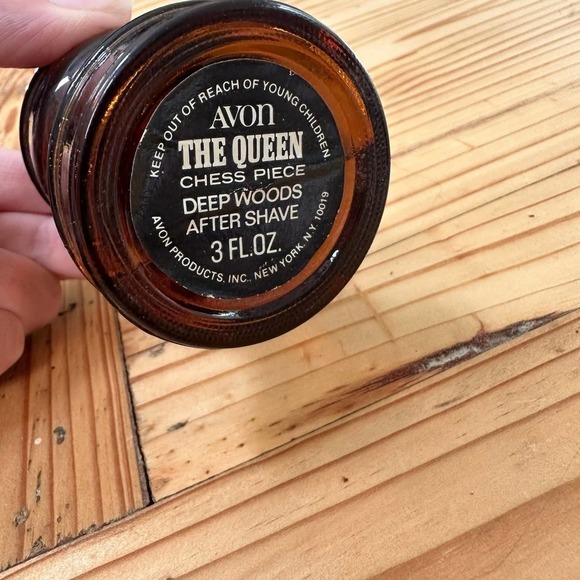 KEEP OUT OF REACH OF YOUNG CHILDREN.
AVON
THE QUEEN
CHESS PIECE
DEEP WOODS
AFTER SHAVE
3 FL.OZ.
AVON PRODUCTS, INC., NEW YORK, N.Y. 10019